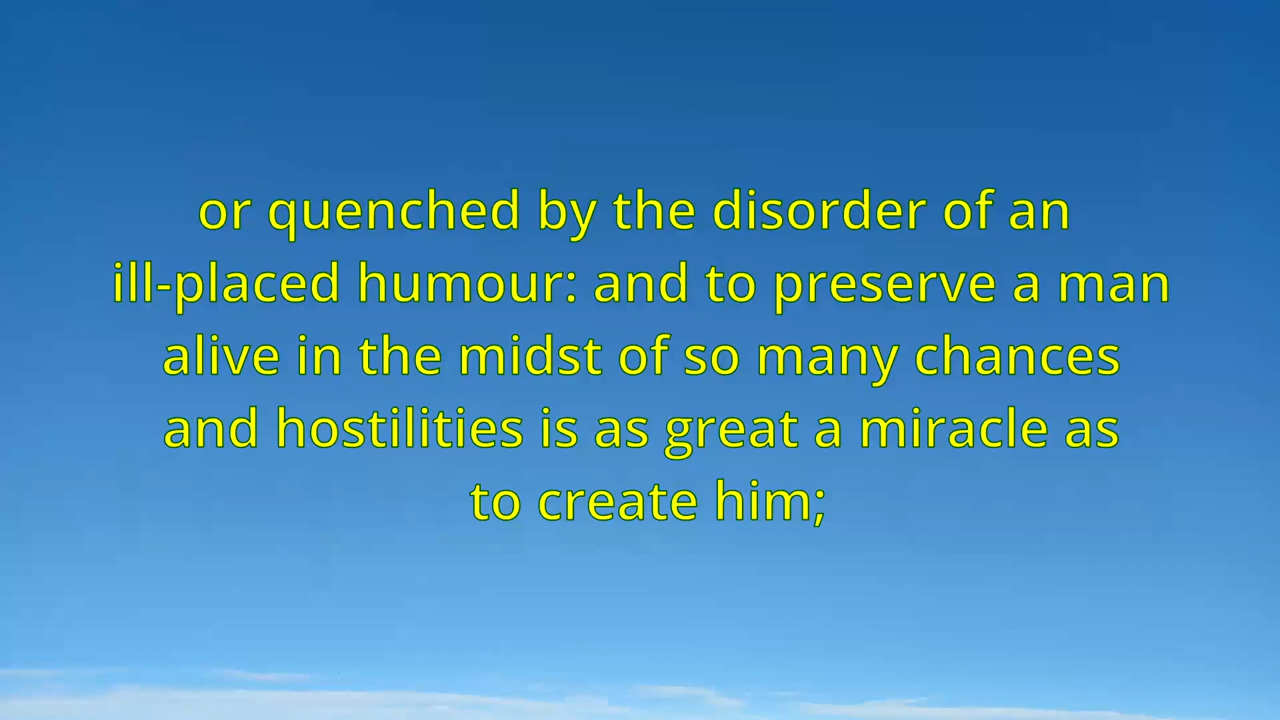 or quenched by the disorder of an
ill-placed humour: and to preserve a man
alive in the midst of so many chances
and hostilities is as great a miracle as
to create him;